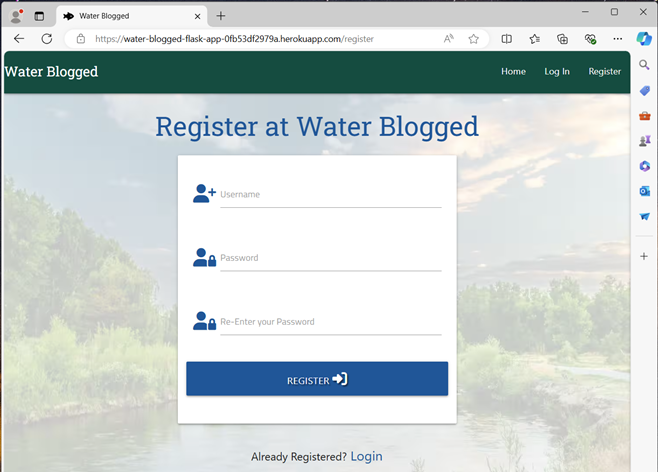 Water Blogged
https://water-blogged-flask-app-0fb53df2979a.herokuapp.com/register
Water Blogged
Home Log In Register
Register at Water Blogged
Username
Password
Re-Enter your Password
REGISTER
Already Registered? Login